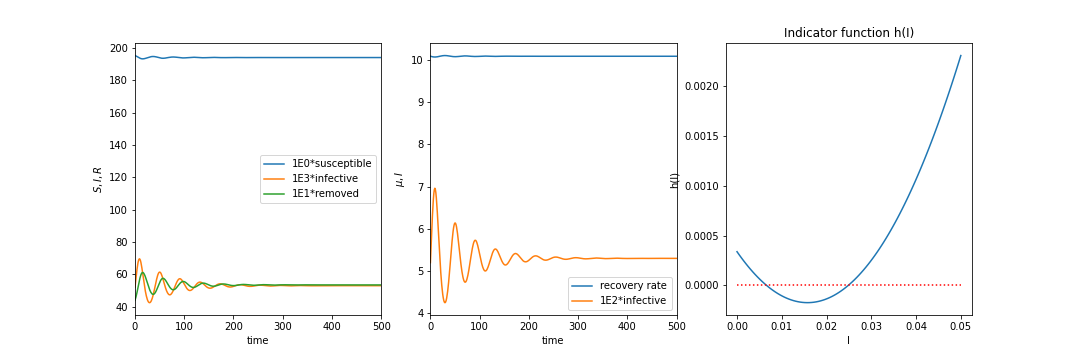 Indicator function h(I)
200
180
160
140
120
100
80
60
40
S, I, R
1E0*susceptible
1E3*infective
1E1*removed
0 100 200 300 400 500
time
10
9
8
7
6
5
4
μ, I
recovery rate
1E2*infective
0 100 200 300 400 500
time
0.0020
0.0015
0.0010
0.0005
0.0000
h(I)
0.00 0.01 0.02 0.03 0.04 0.05
I